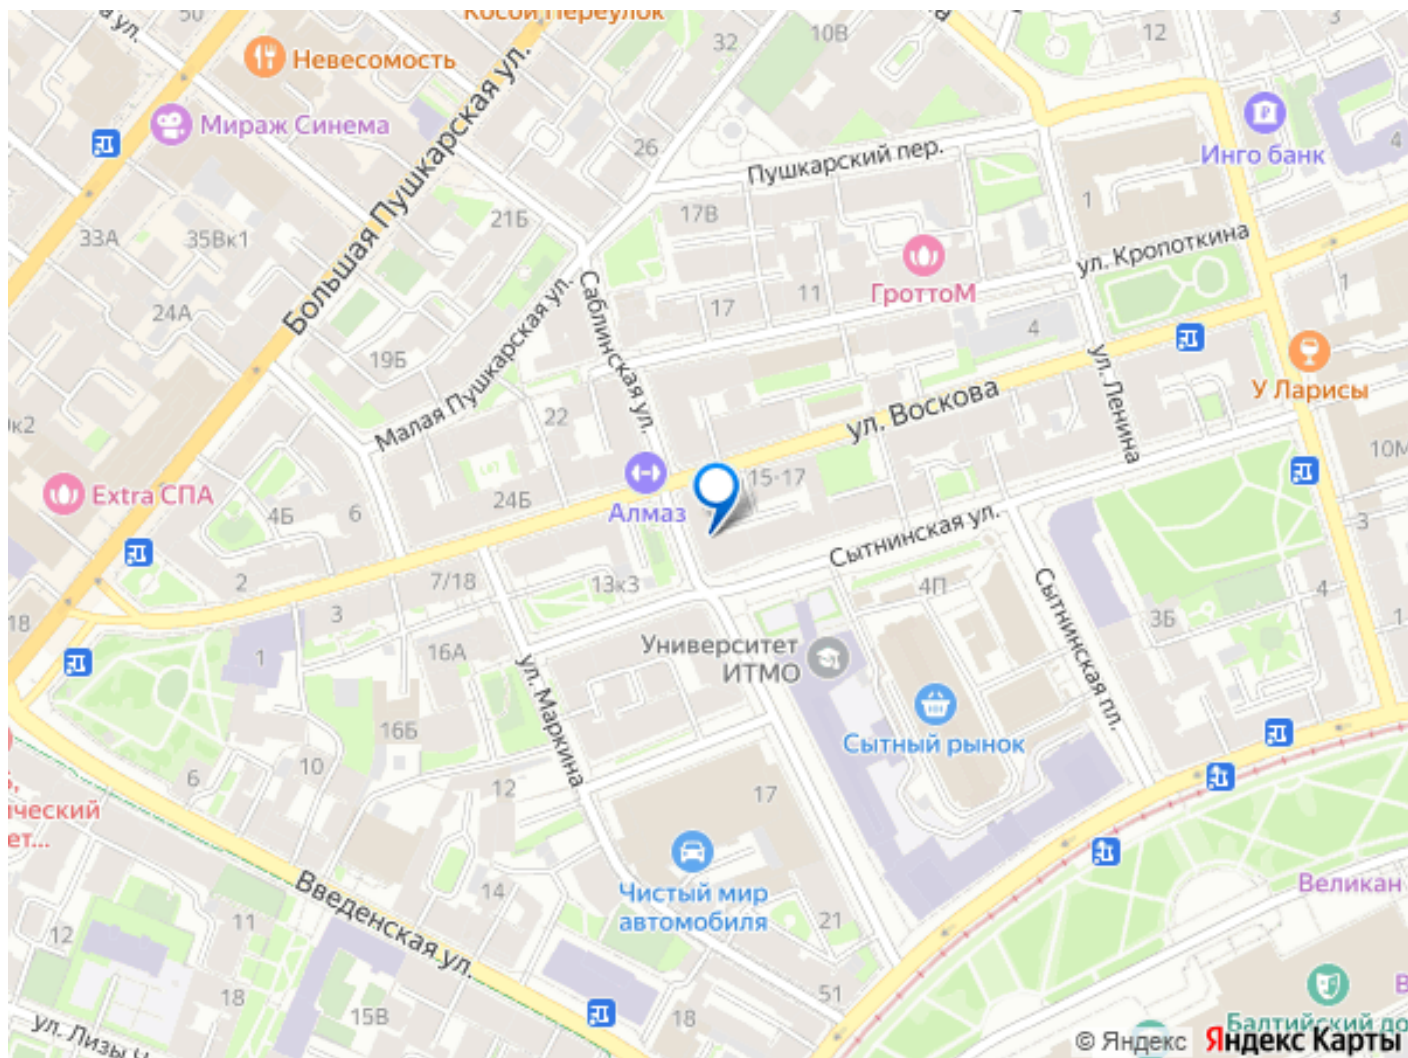 Косой переулок
32
10В
12
3
50
Невесомость
Мираж Синема
Инго банк
4
26
Пушкарский пер.
Большая Пушкарская ул.
21Б
17В
1
33А
35Вк1
ул. Кропоткина
ГроттоМ
Саблинская ул.
17
11
4
1
24А
19Б
Малая Пушкарская ул.
ул. Ленина
У Ларисы
22
ул. Воскова
10М
Extra СПА
4Б
6
24Б
Алмаз
15-17
Сытнинская ул.
3
2
7/18
13к3
4П
Сытнинская пл.
3Б
4
18
3
1
16А
Университет
ИТМО
ул. Маркина
16Б
Сытный рынок
10
6
12
17
Чистый мир
автомобиля
Великан
Введенская ул.
14
21
11
12
18
15В
18
51
ул. Лизы Ч
Балтийский до
© Яндекс Яндекс Карты